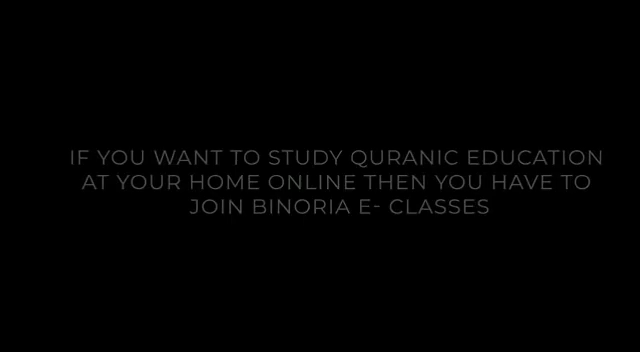 IF YOU WANT TO STUDY QURANIC EDUCATION
AT YOUR HOME ONLINE THEN YOU HAVE TO
JOIN BINORIA E- CLASSES